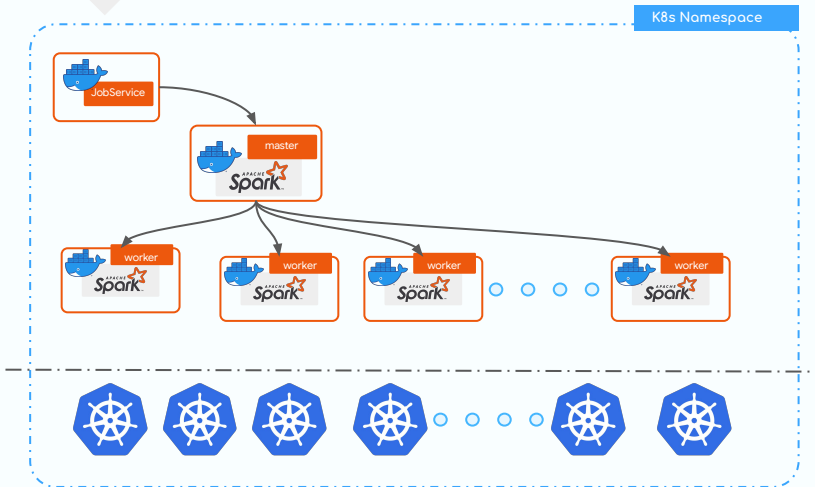 K8s Namespace
JobService
master
APACHE
Spark
worker
APACHE
Spark
worker
APACHE
Spark
worker
APACHE
Spark
worker
APACHE
Spark